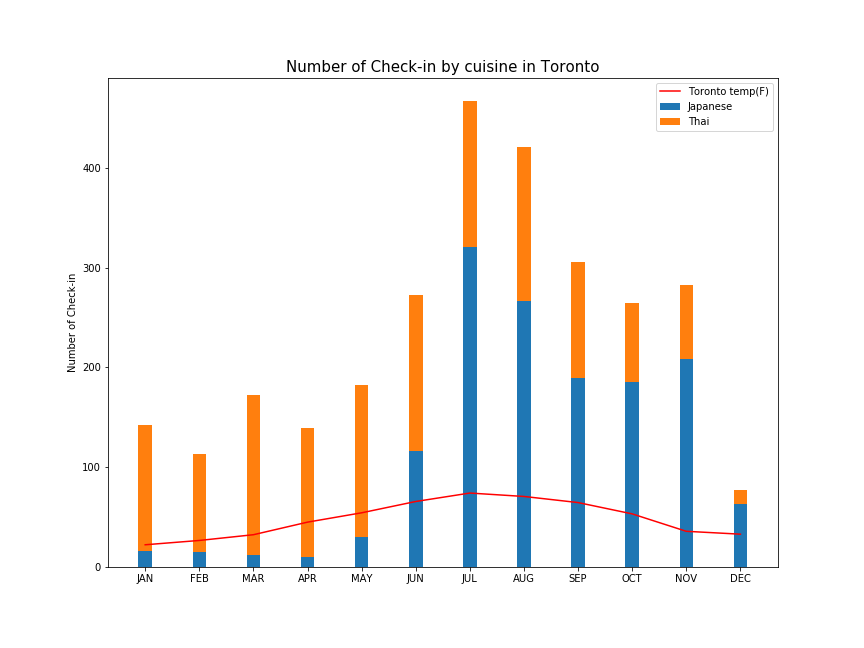 Number of Check-in by cuisine in Toronto
Toronto temp(F)
Japanese
Thai
Number of Check-in
400
300
200
100
0
JAN FEB MAR APR MAY JUN JUL AUG SEP OCT NOV DEC